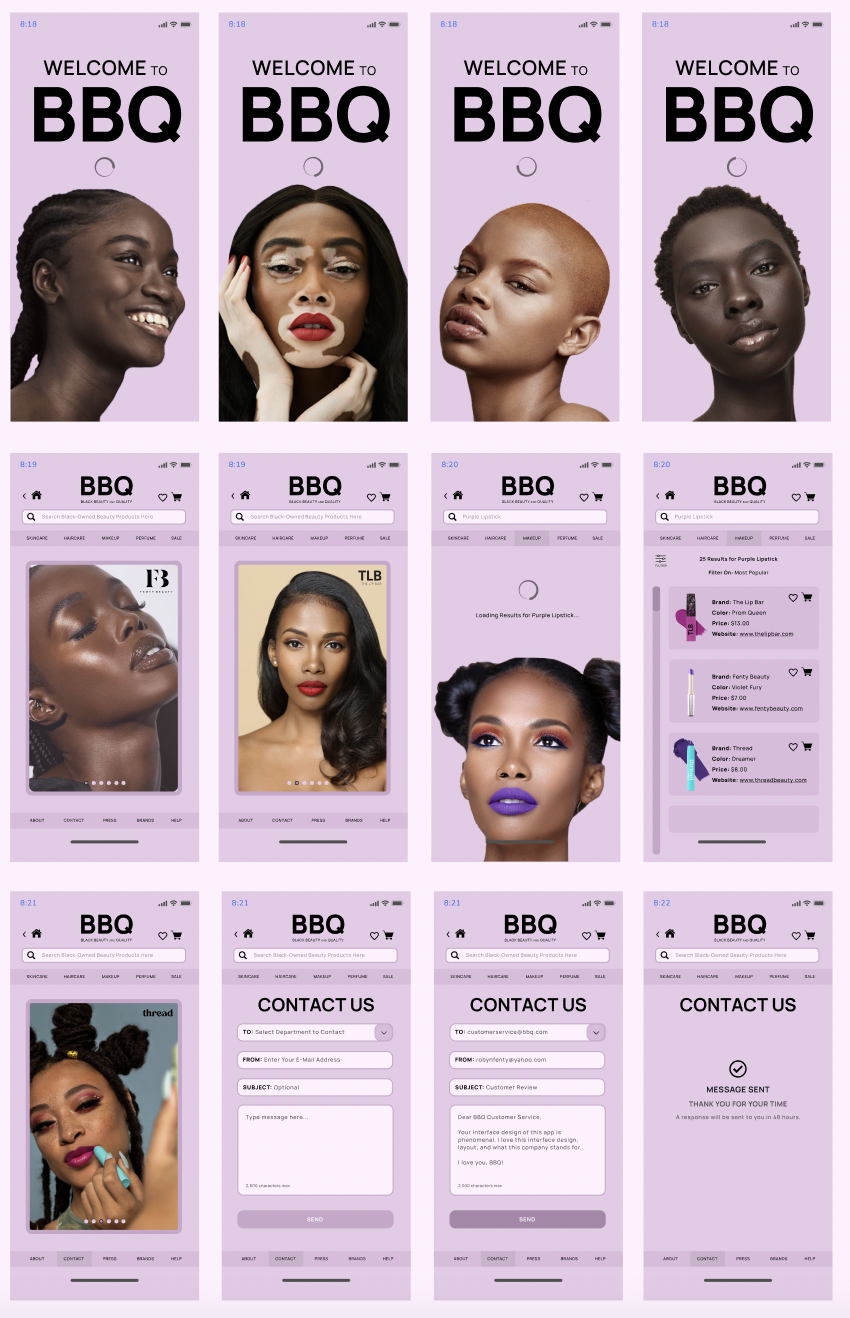 8:18
WELCOME TO
BBQ
8:18
WELCOME TO
BBQ
8:18
WELCOME TO
BBQ
8:18
WELCOME TO
BBQ
8:19
BBQ
BLACK BEAUTY AND QUALITY
Search Black-Owned Beauty Products Here
SKINCARE HAIRCARE MAKEUP PERFUME SALE
FB
FENTY BEAUTY
ABOUT CONTACT PRESS BRANDS HELP
8:19
BBQ
BLACK BEAUTY AND QUALITY
Search Black-Owned Beauty Products Here
SKINCARE HAIRCARE MAKEUP PERFUME SALE
TLB
THE LIP BAR
ABOUT CONTACT PRESS BRANDS HELP
8:20
BBQ
BLACK BEAUTY AND QUALITY
Purple Lipstick
SKINCARE HAIRCARE MAKEUP PERFUME SALE
Loading Results for Purple Lipstick...
8:20
BBQ
BLACK BEAUTY AND QUALITY
Purple Lipstick
SKINCARE HAIRCARE MAKEUP PERFUME SALE
FILTER
25 Results for Purple Lipstick
Filter On: Most Popular
TLB
Brand: The Lip Bar
Color: Prom Queen
Price: $13.00
Website: www.thelipbar.com
Brand: Fenty Beauty
Color: Violet Fury
Price: $7.00
Website: www.fentybeauty.com
Brand: Thread
Color: Dreamer
Price: $8.00
Website: www.threadbeauty.com
8:21
BBQ
BLACK BEAUTY AND QUALITY
Search Black-Owned Beauty Products Here
SKINCARE HAIRCARE MAKEUP PERFUME SALE
thread
ABOUT CONTACT PRESS BRANDS HELP
8:21
BBQ
BLACK BEAUTY AND QUALITY
Search Black-Owned Beauty Products Here
SKINCARE HAIRCARE MAKEUP PERFUME SALE
CONTACT US
TO: Select Department to Contact
FROM: Enter Your E-Mail Address
SUBJECT: Optional
Type message here...
2,500 characters max
SEND
ABOUT CONTACT PRESS BRANDS HELP
8:21
BBQ
BLACK BEAUTY AND QUALITY
Search Black-Owned Beauty Products Here
SKINCARE HAIRCARE MAKEUP PERFUME SALE
CONTACT US
TO: customerservice@bbq.com
FROM: robynfenty@yahoo.com
SUBJECT: Customer Review
Dear BBQ Customer Service,
Your interface design of this app is
phenomenal. I love this interface design,
layout, and what this company stands for.
I love you, BBQ!
characters max
SEND
ABOUT CONTACT PRESS BRANDS HELP
8:22
BBQ
BLACK BEAUTY AND QUALITY
Search Black-Owned Beauty Products Here
SKINCARE HAIRCARE MAKEUP PERFUME SALE
CONTACT US
MESSAGE SENT
THANK YOU FOR YOUR TIME
A response will be sent to you in 48 hours.
ABOUT CONTACT PRESS BRANDS HELP